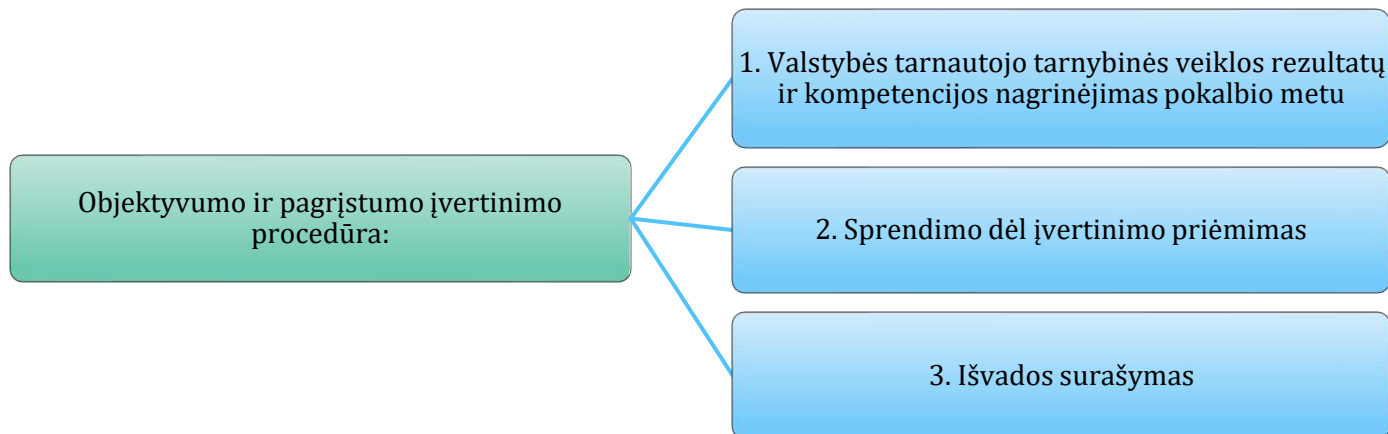 Objektyvumo ir pagrįstumo įvertinimo
procedūra:
1. Valstybės tarnautojo tarnybinės veiklos rezultatų
ir kompetencijos nagrinėjimas pokalbio metu
2. Sprendimo dėl įvertinimo priėmimas
3. Išvados surašymas